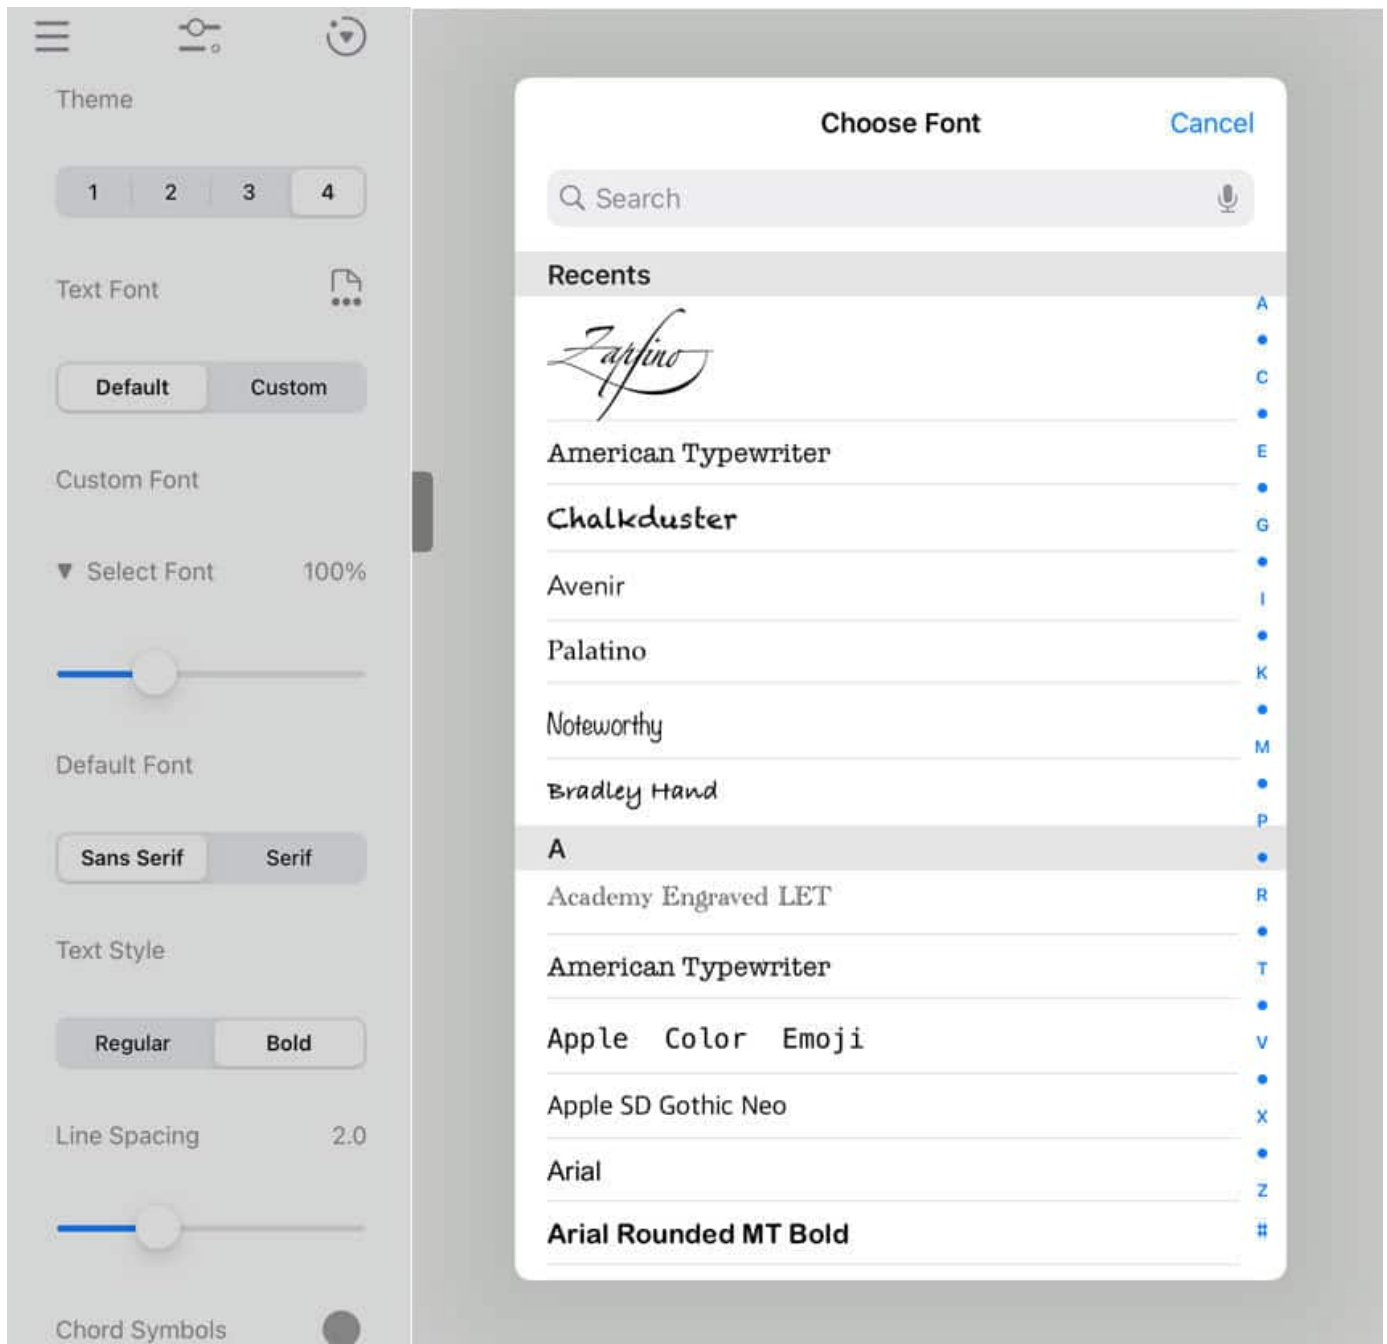 Theme
1 2 3 4
Text Font
Default Custom
Custom Font
Select Font 100%
Default Font
Sans Serif Serif
Text Style
Regular Bold
Line Spacing 2.0
Chord Symbols
Choose Font Cancel
Search
Recents
Zapfino
American Typewriter
Chalkduster
Avenir
Palatino
Noteworthy
Bradley Hand
A
Academy Engraved LET
American Typewriter
Apple Color Emoji
Apple SD Gothic Neo
Arial
Arial Rounded MT Bold
A
C
E
G
I
K
M
P
R
T
V
X
Z
#